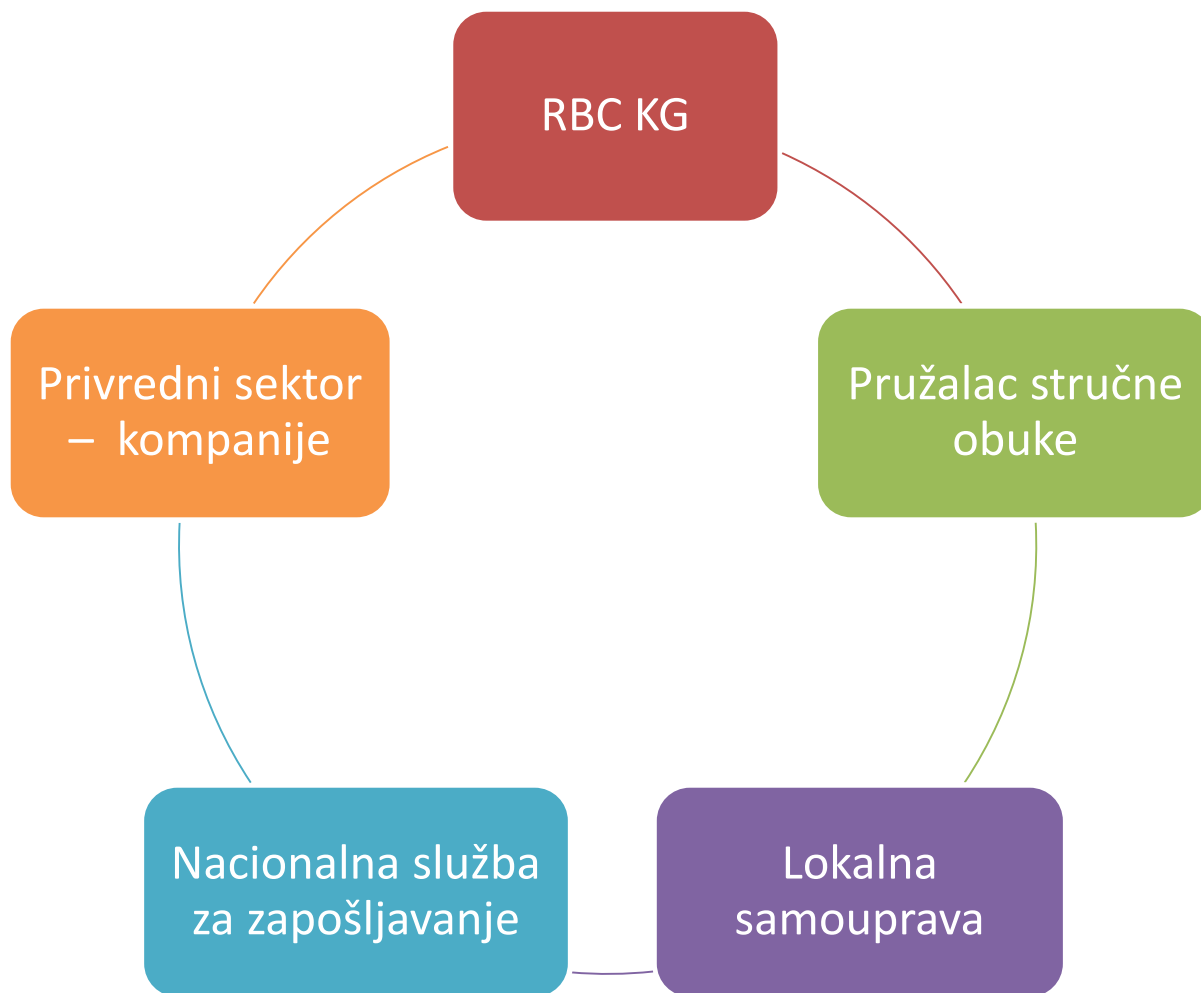 RBC KG
Pružalac stručne
obuke
Lokalna
samouprava
Nacionalna služba
za zapošljavanje
Privredni sektor
– kompanije